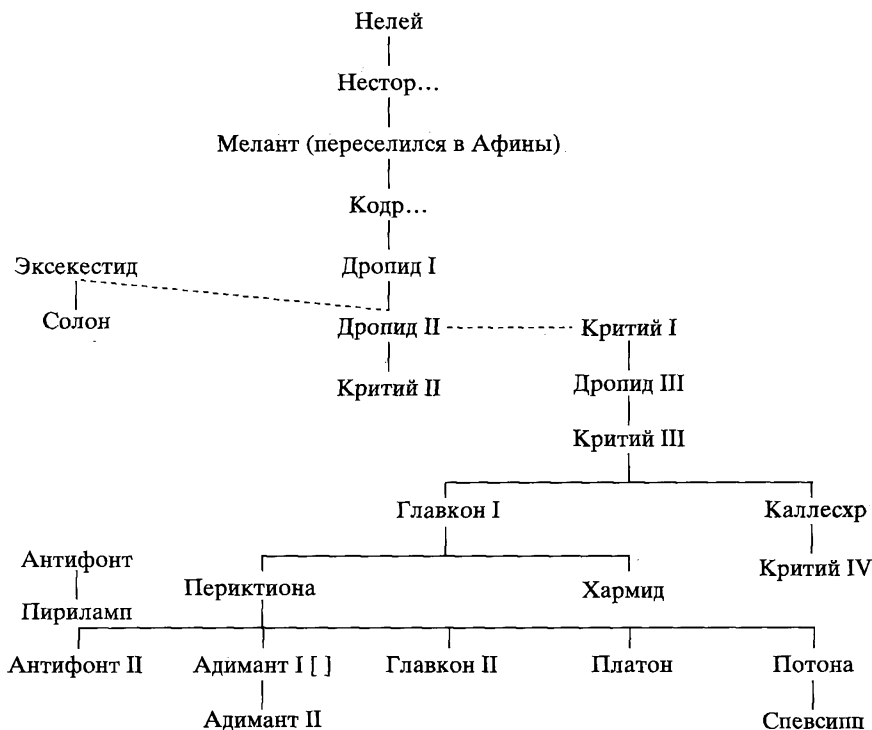 Нелей
Нестор...
Мелант (переселился в Афины)
Кодр...
Эксекестид Дропид I
Солон Дропид II Критий I
Критий II Дропид III
Критий III
Главкон I Каллесхр
Антифонт Критий IV
Периктиона Хармид
Пириламп
Антифонт II Адимант I [ ] Главкон II Платон Потона
Адимант II Спевсипп